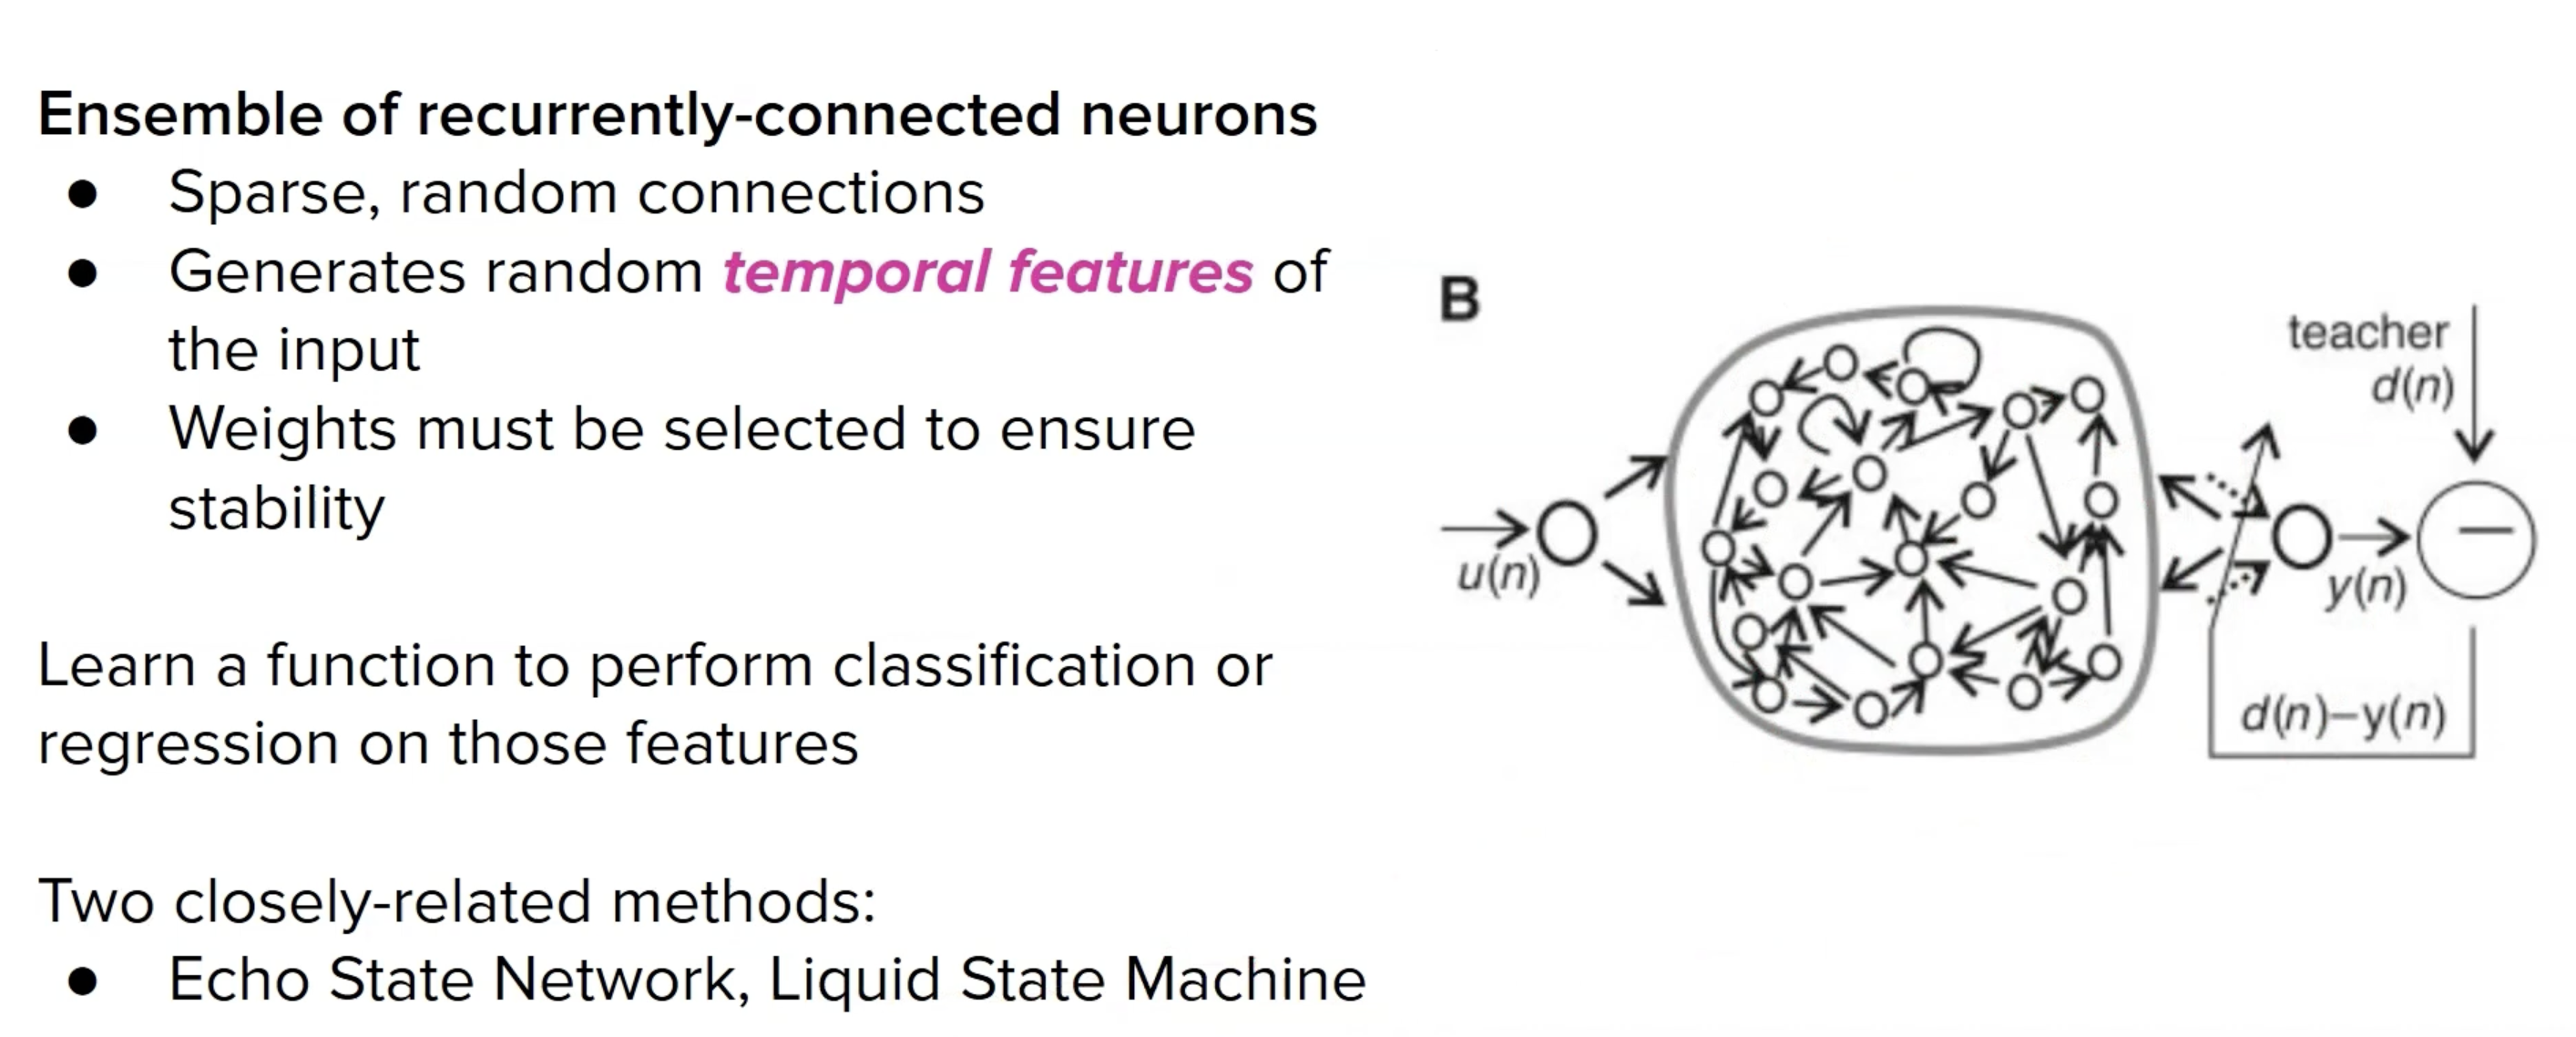 Ensemble of recurrently-connected neurons
● Sparse, random connections
● Generates random temporal features of
the input
● Weights must be selected to ensure
stability
Learn a function to perform classification or
regression on those features
Two closely-related methods:
● Echo State Network, Liquid State Machine
B
teacher
d(n)
u(n)
y(n)
d(n)−y(n)